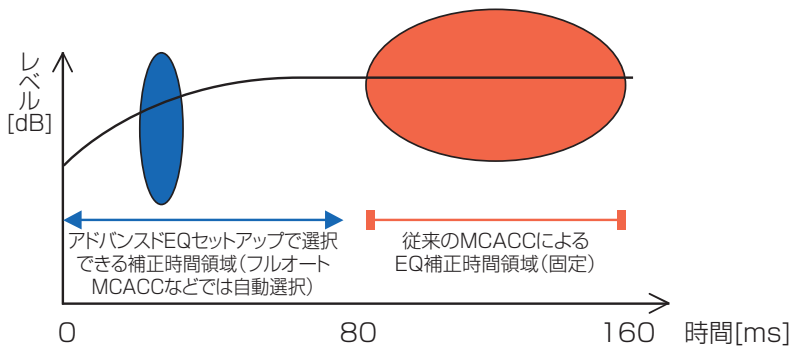 レベル
[dB]
アドバンスドEQセットアップで選択
できる補正時間領域(フルオート
MCACCなどでは自動選択)
従来のMCACCによる
EQ補正時間領域(固定)
0
80
160
時間[ms]